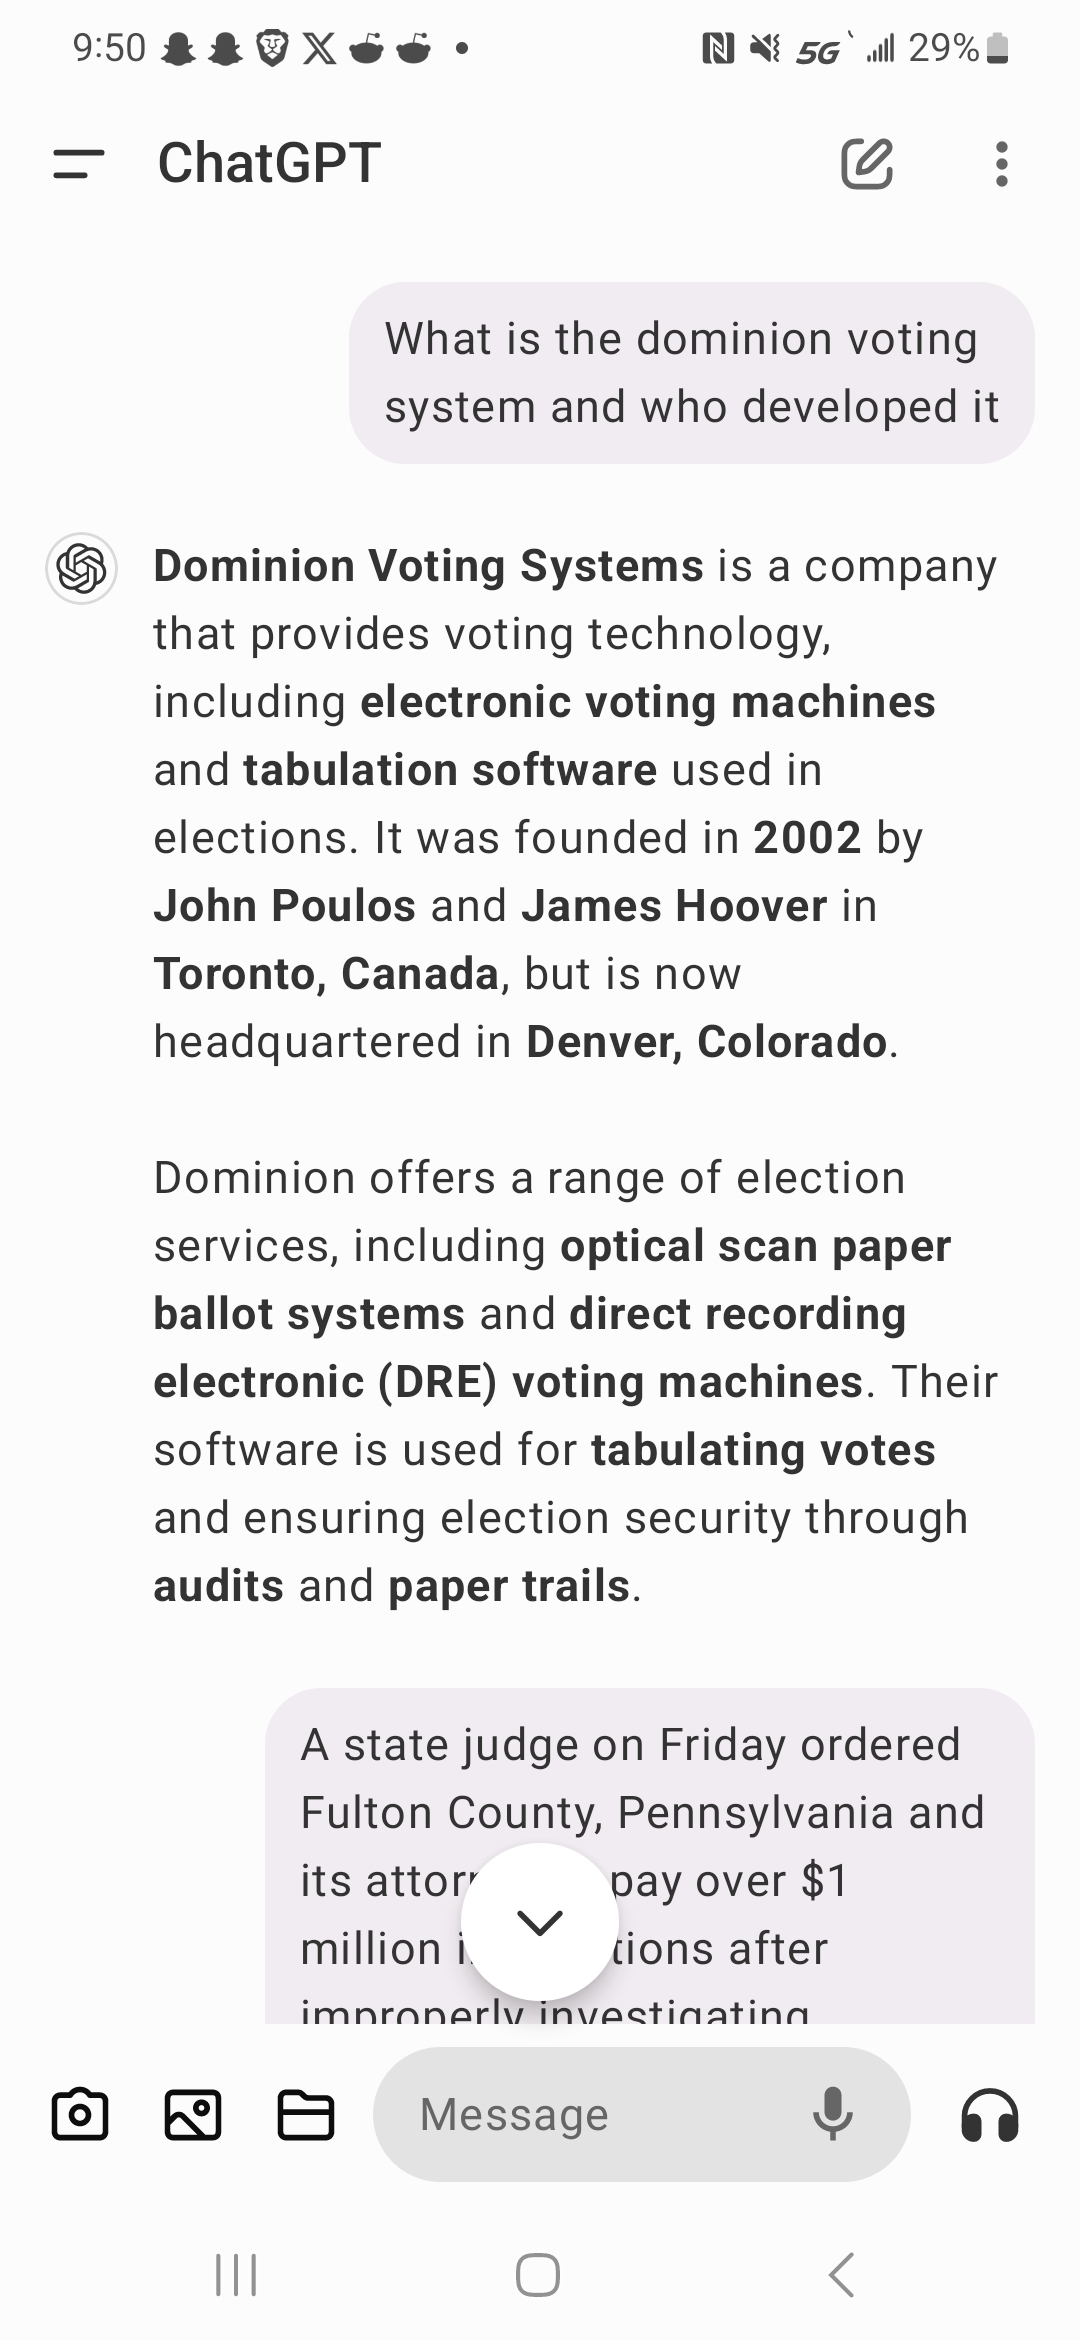 9:50
5G
29%
ChatGPT
What is the dominion voting
system and who developed it
Dominion Voting Systems is a company
that provides voting technology,
including electronic voting machines
and tabulation software used in
elections. It was founded in 2002 by
John Poulos and James Hoover in
Toronto, Canada, but is now
headquartered in Denver, Colorado.
Dominion offers a range of election
services, including optical scan paper
ballot systems and direct recording
electronic (DRE) voting machines. Their
software is used for tabulating votes
and ensuring election security through
audits and paper trails.
A state judge on Friday ordered
Fulton County, Pennsylvania and
its pay over $1
million after
improperly investigating
Message